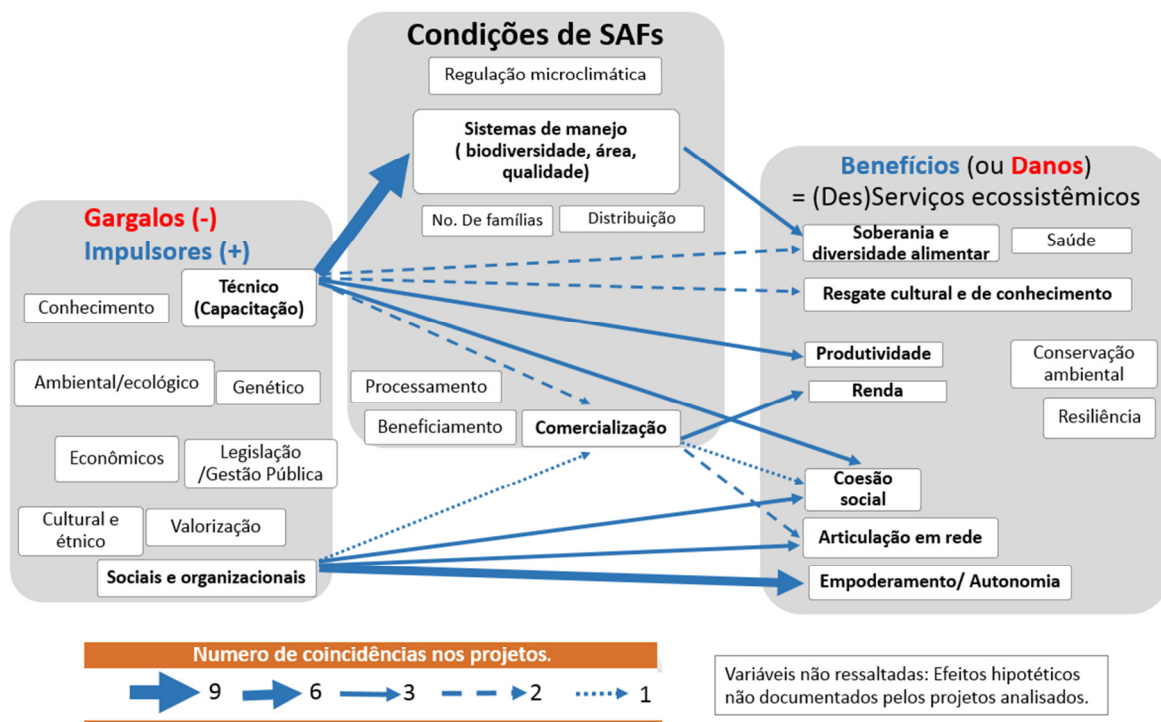 Condições de SAFs
Regulação microclimática
Sistemas de manejo
( biodiversidade, área,
qualidade)
No. De famílias
Distribuição
Processamento
Beneficiamento
Comercialização
Gargalos (-)
Impulsores (+)
Técnico
(Capacitação)
Conhecimento
Ambiental/ecológico
Genético
Econômicos
Legislação
/Gestão Pública
Cultural e
étnico
Valorização
Sociais e organizacionais
Benefícios (ou Danos)
= (Des)Serviços ecossistêmicos
Soberania e
diversidade alimentar
Saúde
Resgate cultural e de conhecimento
Produtividade
Conservação
ambiental
Renda
Resiliência
Coesão
social
Articulação em rede
Empoderamento/ Autonomia
Numero de coincidências nos projetos.
9
6
3
2
1
Variáveis não ressaltadas: Efeitos hipotéticos
não documentados pelos projetos analisados.